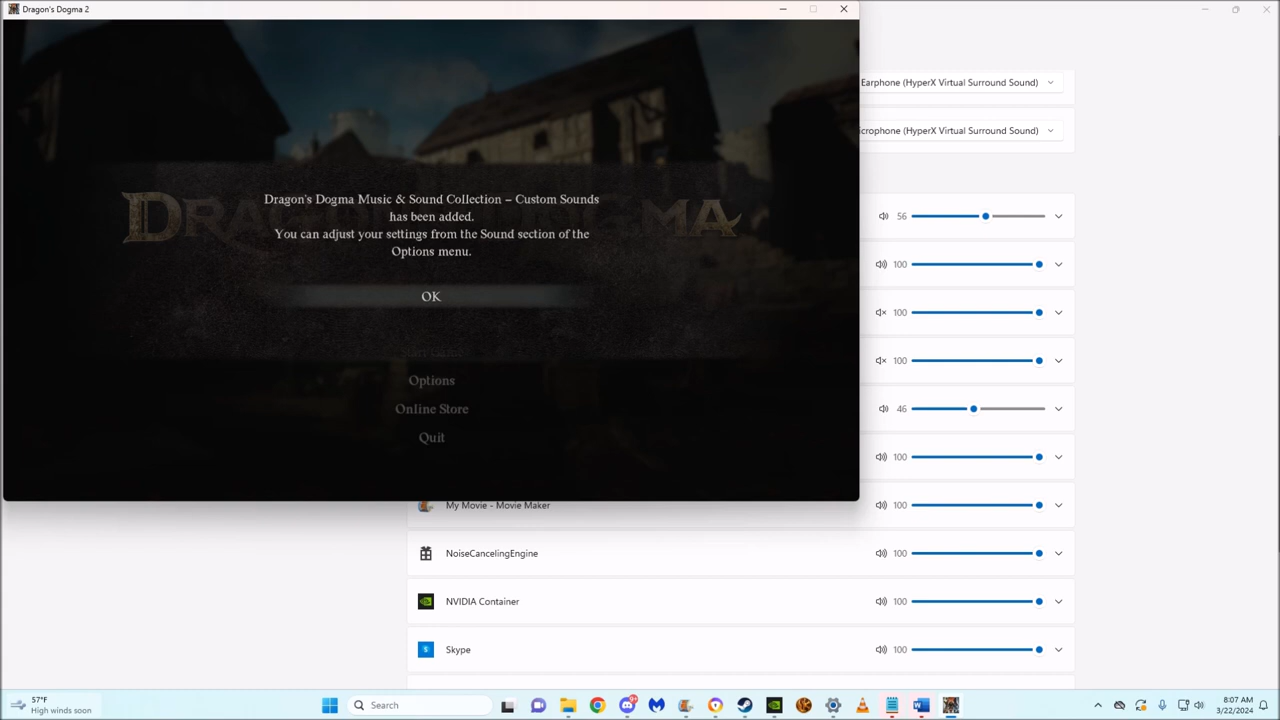 Dragon's Dogma 2
Dragon's Dogma Music & Sound Collection – Custom Sounds
has been added.
You can adjust your settings from the Sound section of the
Options menu.
OK
Options
Online Store
Quit
Earphone (HyperX Virtual Surround Sound)
crophone (HyperX Virtual Surround Sound)
56
100
100
100
46
100
My Movie - Movie Maker
100
NoiseCancelingEngine
100
NVIDIA Container
100
Skype
100
57°F
High winds soon
Search
9+
8:07 AM
3/22/2024